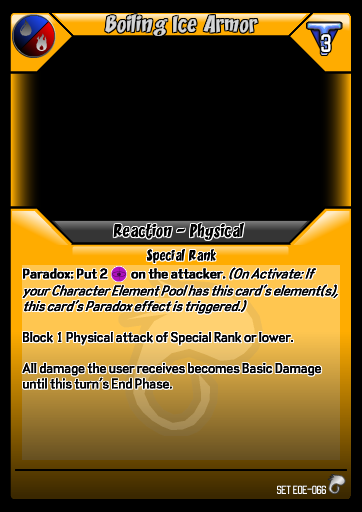 Boiling Ice Armor
3
Reaction - Physical
Special Rank
Paradox: Put 2 on the attacker. (On Activate: If
your Character Element Pool has this card's element(s),
this card's Paradox effect is triggered.)
Block 1 Physical attack of Special Rank or lower.
All damage the user receives becomes Basic Damage
until this turn's End Phase.
SET EOE-066